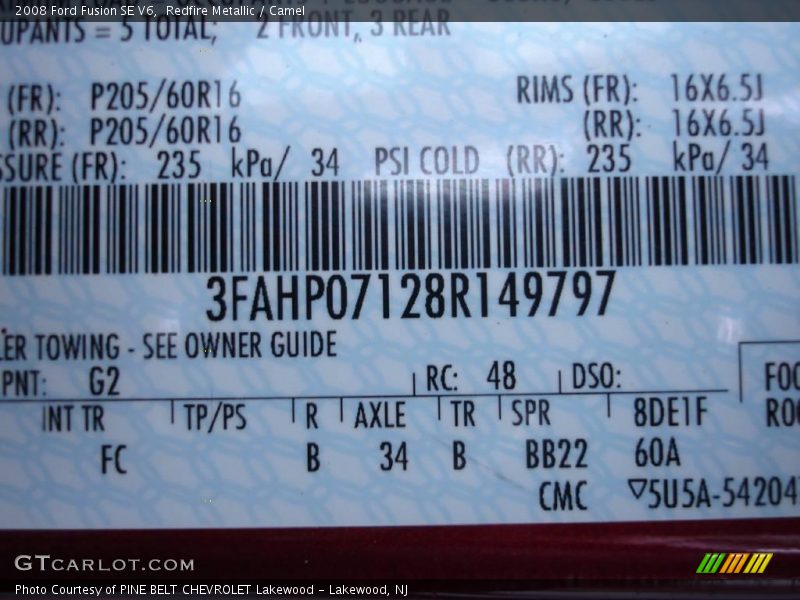 2008 Ford Fusion SE V6, Redfire Metallic / Camel
UPANTS = 5 TOTAL; 2 FRONT, 3 REAR
(FR): P205/60R16 RIMS (FR): 16X6.5J
(RR): P205/60R16 (RR): 16X6.5J
SSURE (FR): 235 kPa/ 34 PSI COLD (RR): 235 kPa/ 34
3FAHP07128R149797
LER TOWING - SEE OWNER GUIDE
PNT: G2 RC: 48 DSO: FOO
INT TR TP/PS R AXLE TR SPR 8DE1F ROO
FC B 34 B BB22 60A
CMC ▽5U5A-54204
GTCARLOT.COM
Photo Courtesy of PINE BELT CHEVROLET Lakewood - Lakewood, NJ